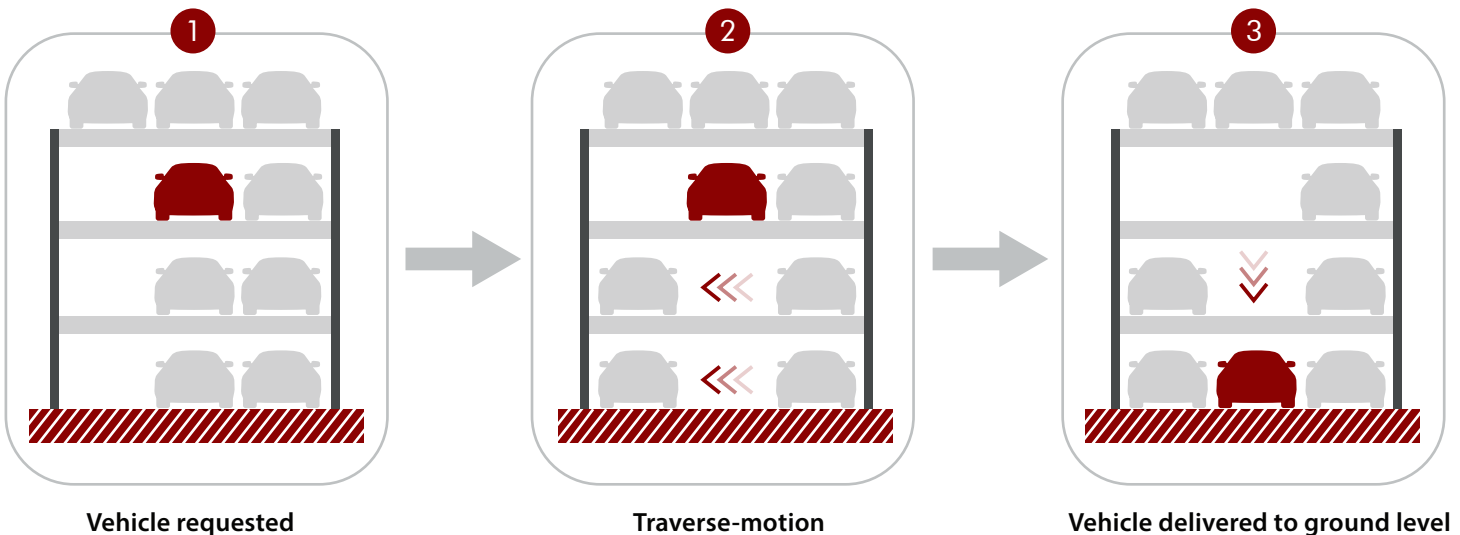 1
2
3
Vehicle requested
Traverse-motion
Vehicle delivered to ground level